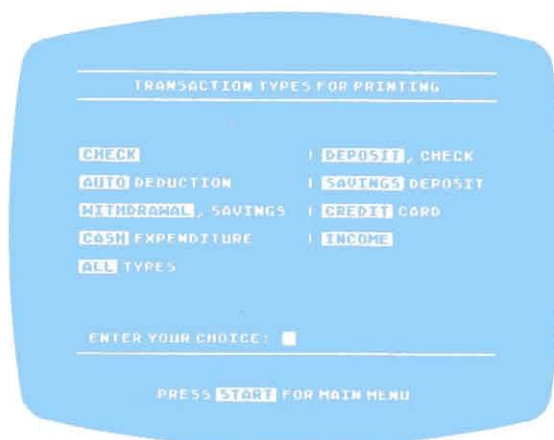 TRANSACTION TYPES FOR PRINTING
CHECK | DEPOSIT, CHECK
AUTO DEDUCTION | SAVINGS DEPOSIT
WITHDRAWAL, SAVINGS | CREDIT CARD
CASH EXPENDITURE | INCOME
ALL TYPES
ENTER YOUR CHOICE:
PRESS START FOR MAIN MENU